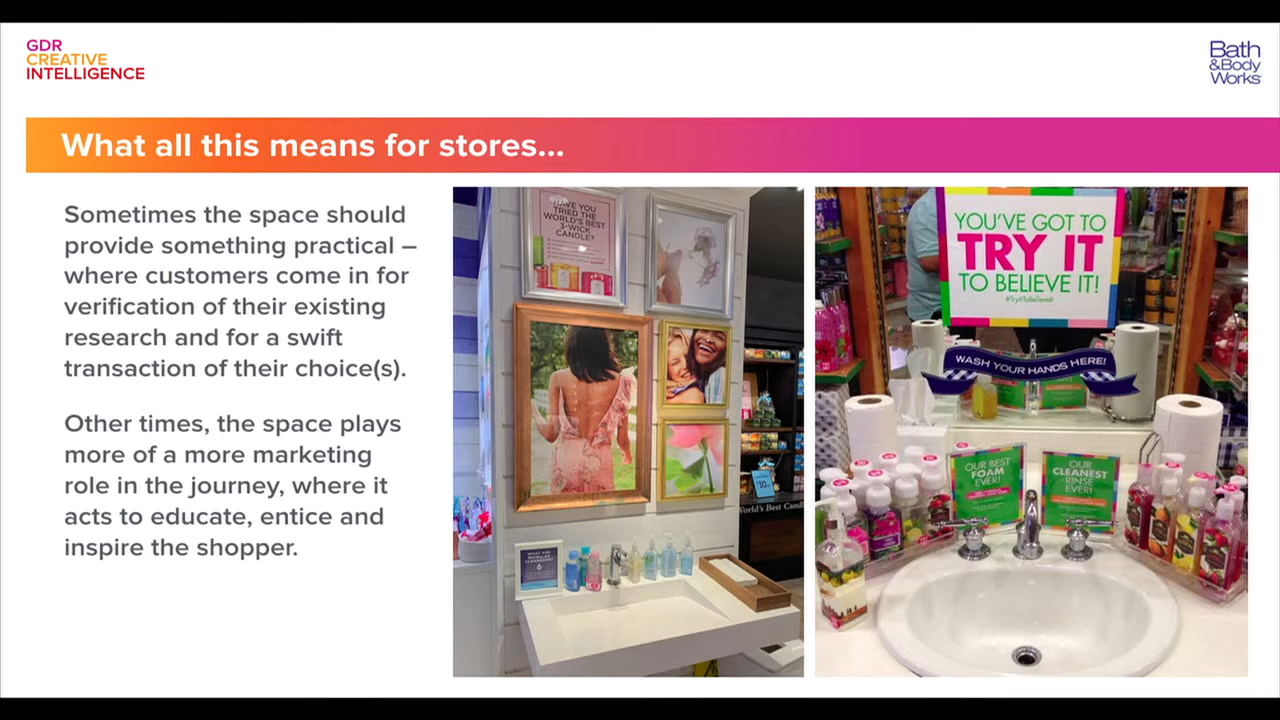 GDR
CREATIVE
INTELLIGENCE
Bath
&Body
Works
What all this means for stores...
Sometimes the space should
provide something practical –
where customers come in for
verification of their existing
research and for a swift
transaction of their choice(s).
Other times, the space plays
more of a more marketing
role in the journey, where it
acts to educate, entice and
inspire the shopper.
HAVE YOU
TRIED THE
WORLD'S BEST
3-WICK
CANDLE?
World's Best Cand
YOU'VE GOT TO
TRY IT
TO BELIEVE IT!
#TryItToBelieveIt
WASH YOUR HANDS HERE!
OUR BEST
FOAM
EVER!
OUR
CLEANEST
RINSE
EVER!